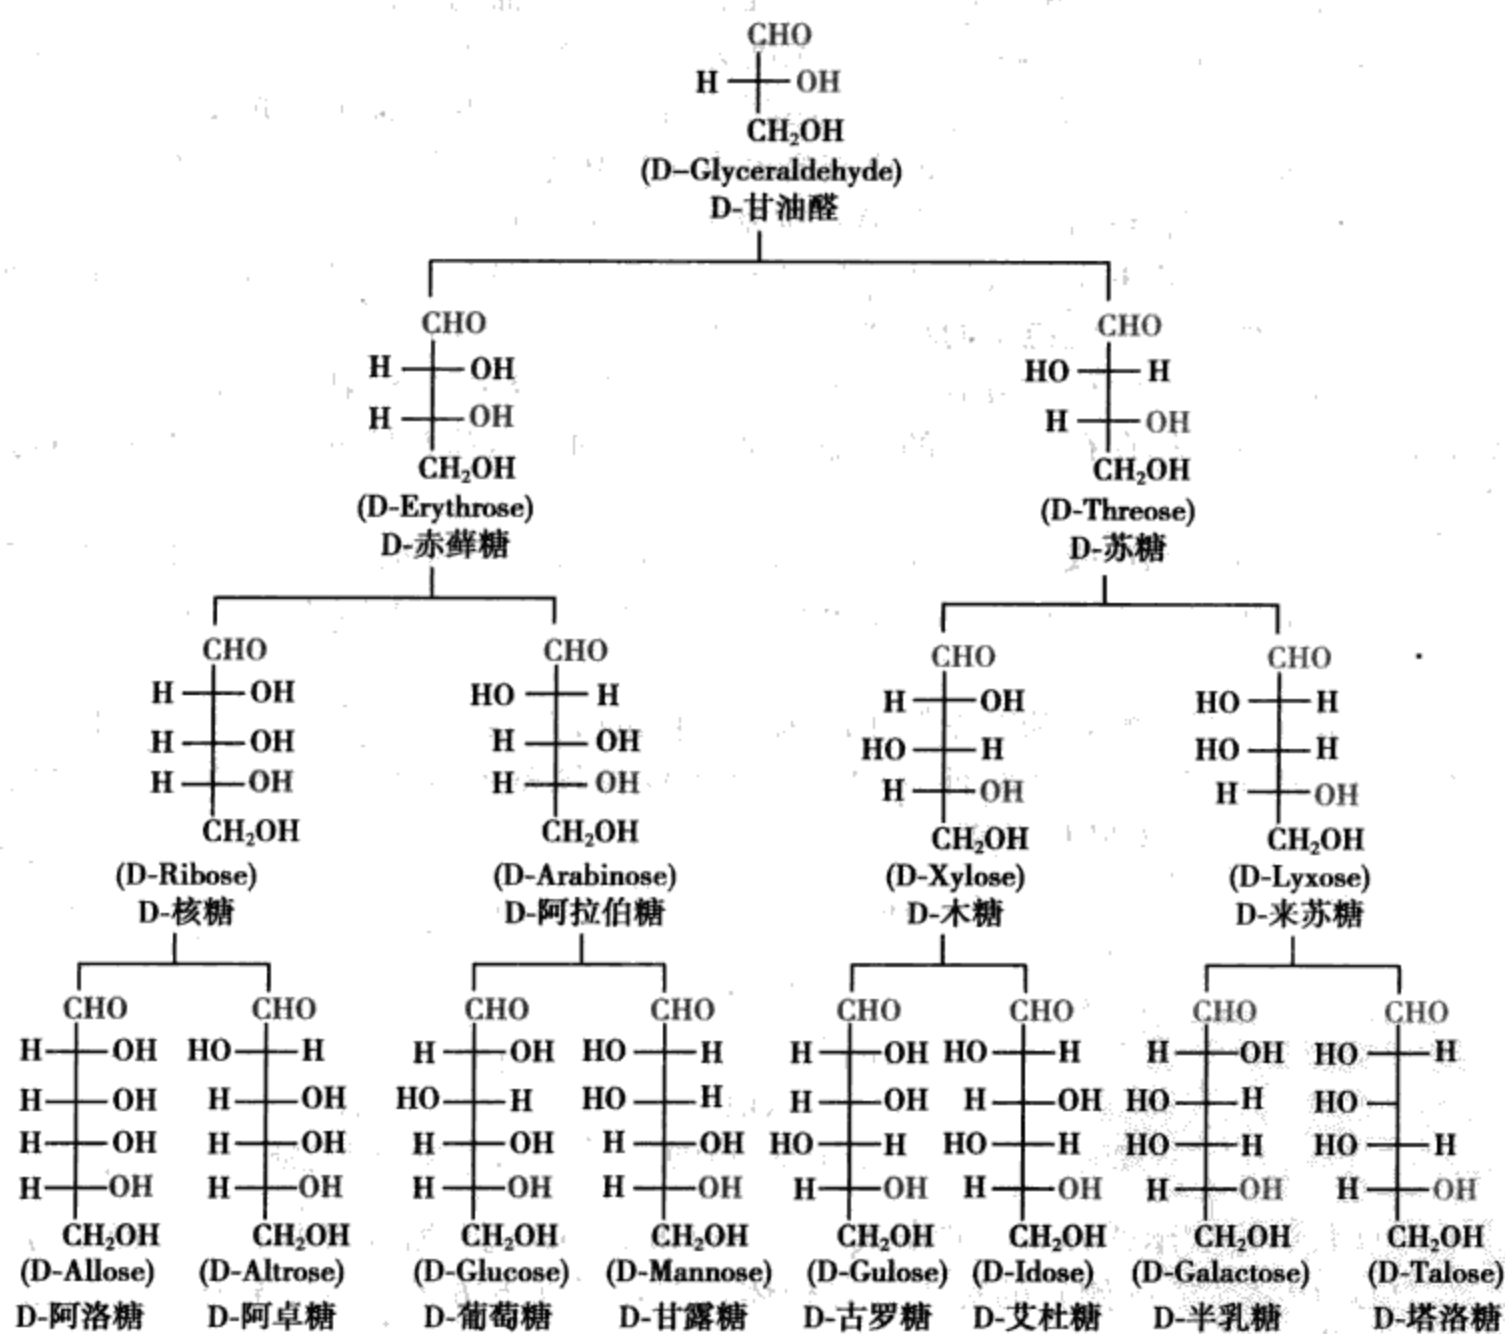 CHO
H OH
CH₂OH
(D-Glyceraldehyde)
D-甘油醛
CHO CHO
H OH HO H
H OH H OH
CH₂OH CH₂OH
(D-Erythrose) (D-Threose)
D-赤藓糖 D-苏糖
CHO CHO CHO CHO
H OH HO H H OH HO H
H OH H OH HO H HO H
H OH H OH H OH H OH
CH₂OH CH₂OH CH₂OH CH₂OH
(D-Ribose) (D-Arabinose) (D-Xylose) (D-Lyxose)
D-核糖 D-阿拉伯糖 D-木糖 D-来苏糖
CHO CHO CHO CHO CHO CHO CHO CHO
H OH HO H H OH HO H H OH HO H H OH HO H
H OH H OH HO H HO H H OH H OH HO H HO
H OH H OH H OH H OH HO H HO H HO H HO H
H OH H OH H OH H OH H OH H OH H OH H OH
CH₂OH CH₂OH CH₂OH CH₂OH CH₂OH CH₂OH CH₂OH CH₂OH
(D-Allose) (D-Altrose) (D-Glucose) (D-Mannose) (D-Gulose) (D-Idose) (D-Galactose) (D-Talose)
D-阿洛糖 D-阿卓糖 D-葡萄糖 D-甘露糖 D-古罗糖 D-艾杜糖 D-半乳糖 D-塔洛糖